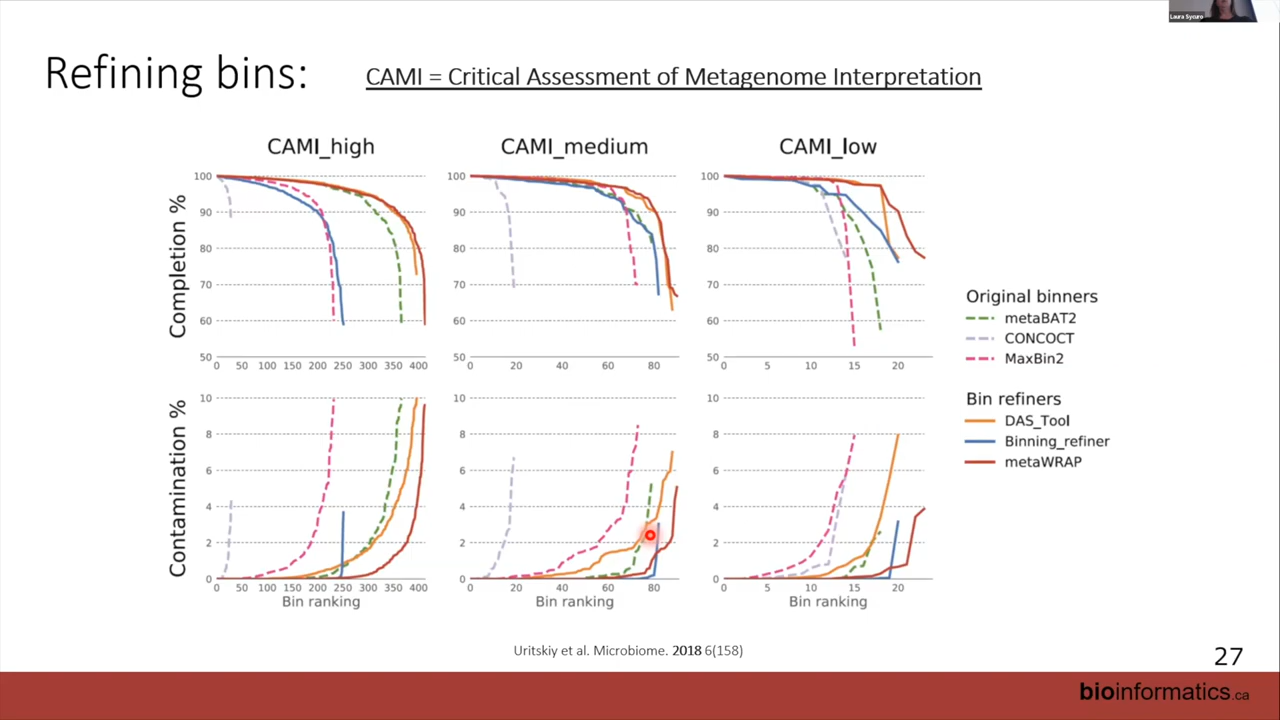 Laura Sycuro
Refining bins:
CAMI = Critical Assessment of Metagenome Interpretation
CAMI_high
CAMI_medium
CAMI_low
Completion %
100
90
80
70
60
50
0 50 100 150 200 250 300 350 400
100
90
80
70
60
50
0 20 40 60 80
100
90
80
70
60
50
0 5 10 15 20
Contamination %
10
8
6
4
2
0
0 50 100 150 200 250 300 350 400
Bin ranking
10
8
6
4
2
0
0 20 40 60 80
Bin ranking
10
8
6
4
2
0
0 5 10 15 20
Bin ranking
Original binners
metaBAT2
CONCOCT
MaxBin2
Bin refiners
DAS_Tool
Binning_refiner
metaWRAP
Uritskiy et al. Microbiome. 2018 6(158)
27
bioinformatics.ca